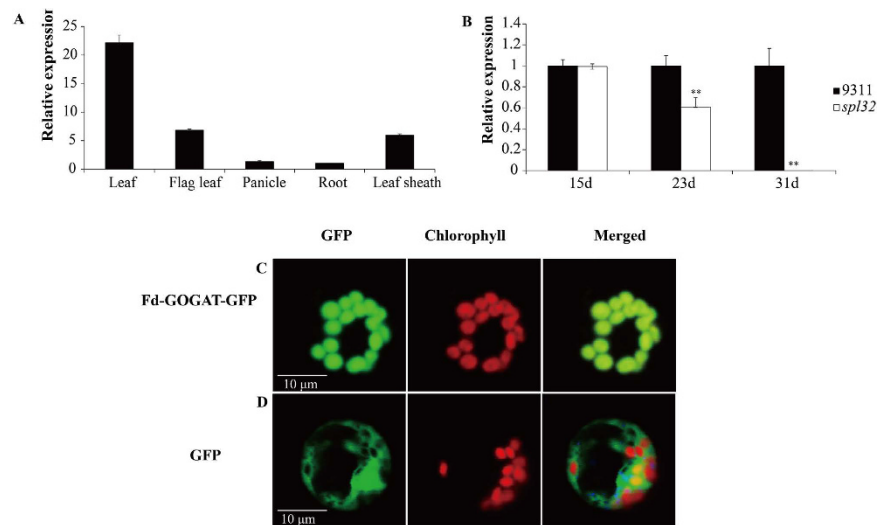 A
Relative expression
25
20
15
10
5
0
Leaf
Flag leaf
Panicle
Root
Leaf sheath
B
Relative expression
1.4
1.2
1
0.8
0.6
0.4
0.2
0
**
**
15d
23d
31d
9311
spl32
GFP
Chlorophyll
Merged
C
Fd-GOGAT-GFP
10 μm
D
GFP
10 μm